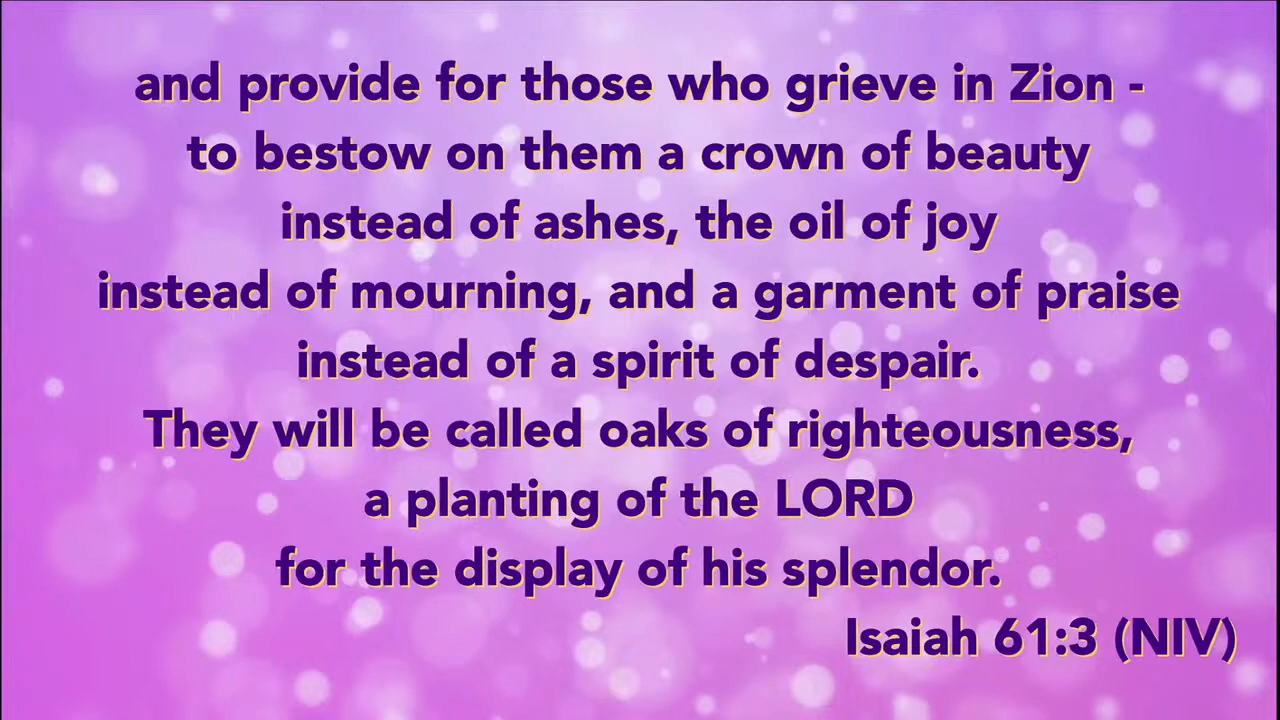 and provide for those who grieve in Zion -
to bestow on them a crown of beauty
instead of ashes, the oil of joy
instead of mourning, and a garment of praise
instead of a spirit of despair.
They will be called oaks of righteousness,
a planting of the LORD
for the display of his splendor.
Isaiah 61:3 (NIV)